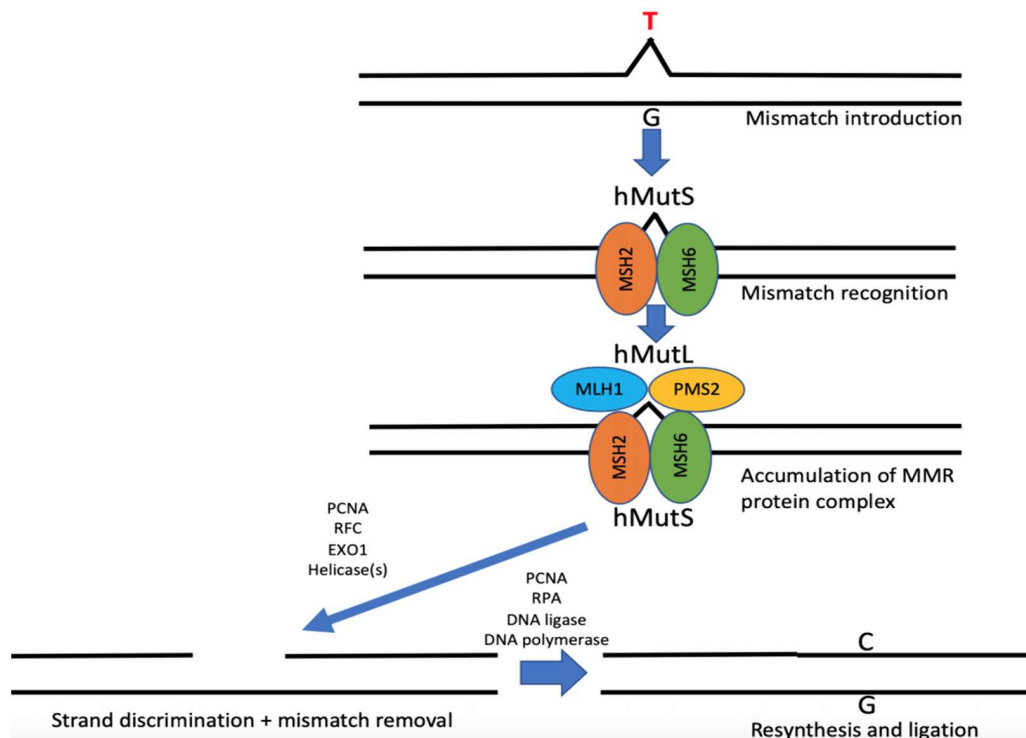 T
G
Mismatch introduction
hMutS
MSH2
MSH6
Mismatch recognition
hMutL
MLH1
PMS2
MSH2
MSH6
Accumulation of MMR
protein complex
hMutS
PCNA
RFC
EXO1
Helicase(s)
PCNA
RPA
DNA ligase
DNA polymerase
C
G
Strand discrimination + mismatch removal
Resynthesis and ligation